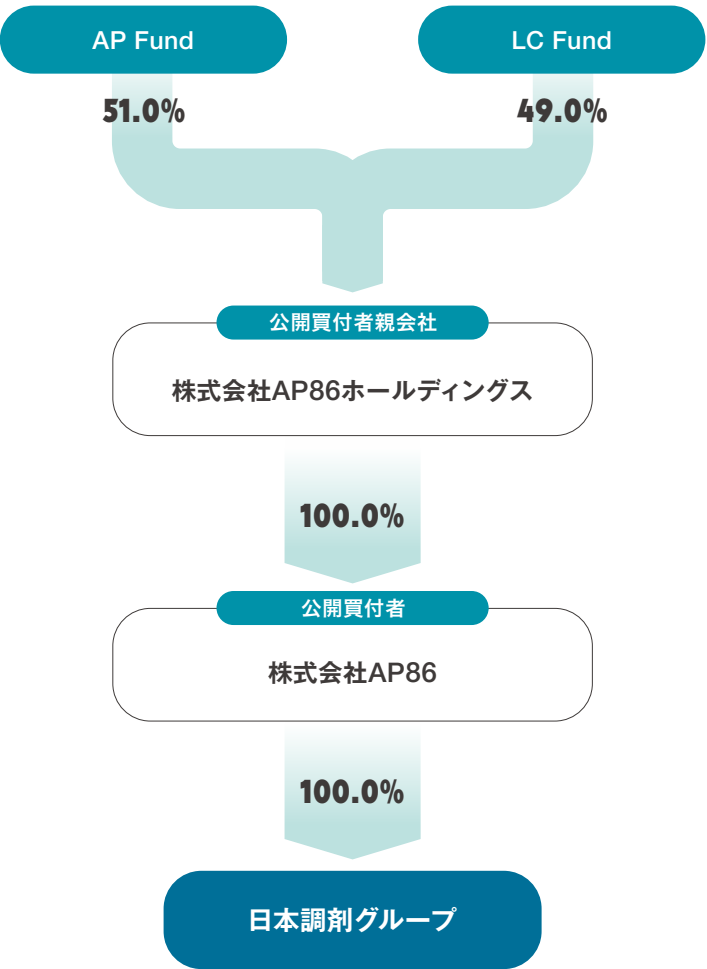 AP Fund
LC Fund
51.0%
49.0%
公開買付者親会社
株式会社AP86ホールディングス
100.0%
公開買付者
株式会社AP86
100.0%
日本調剤グループ